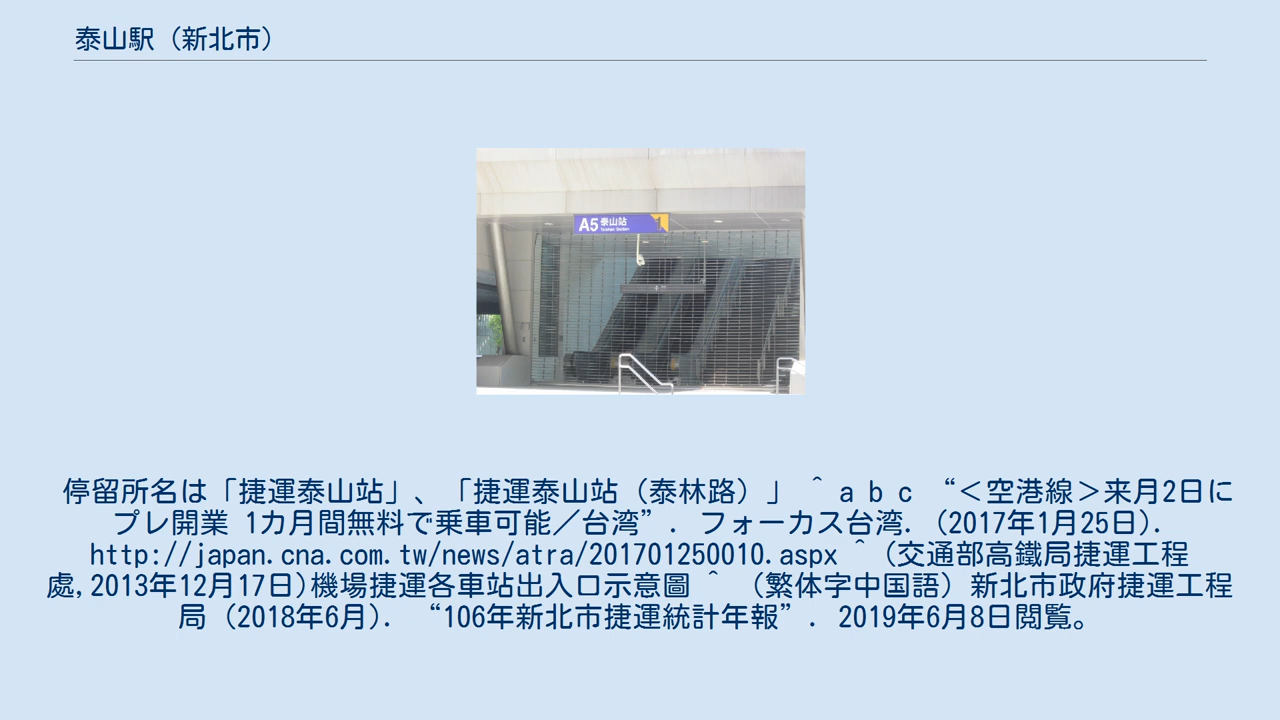 泰山駅（新北市）
A5 泰山站 1
Taishan Station
停留所名は「捷運泰山站」、「捷運泰山站（泰林路）」 ^ a b c “＜空港線＞来月2日に
プレ開業 1カ月間無料で乗車可能／台湾”. フォーカス台湾. (2017年1月25日).
http://japan.cna.com.tw/news/atra/201701250010.aspx ^ (交通部高鐵局捷運工程
處,2013年12月17日)機場捷運各車站出入口示意圖 ^ （繁体字中国語）新北市政府捷運工程
局 (2018年6月). “106年新北市捷運統計年報”. 2019年6月8日閲覧。